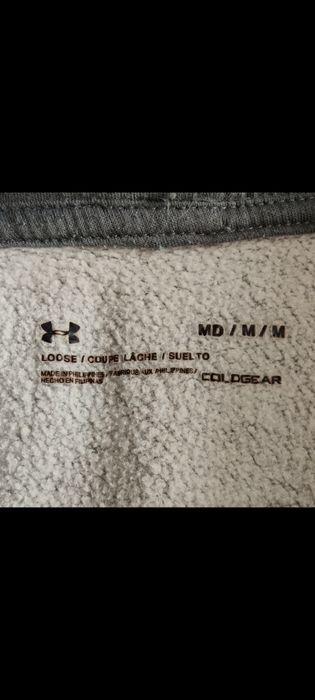 MD / M / M
LOOSE / COUPE LÂCHE / SUELTO
MADE IN PHILIPPINES / FABRIQUÉ AUX PHILIPPINES /
HECHO EN FILIPINAS
COLDGEAR